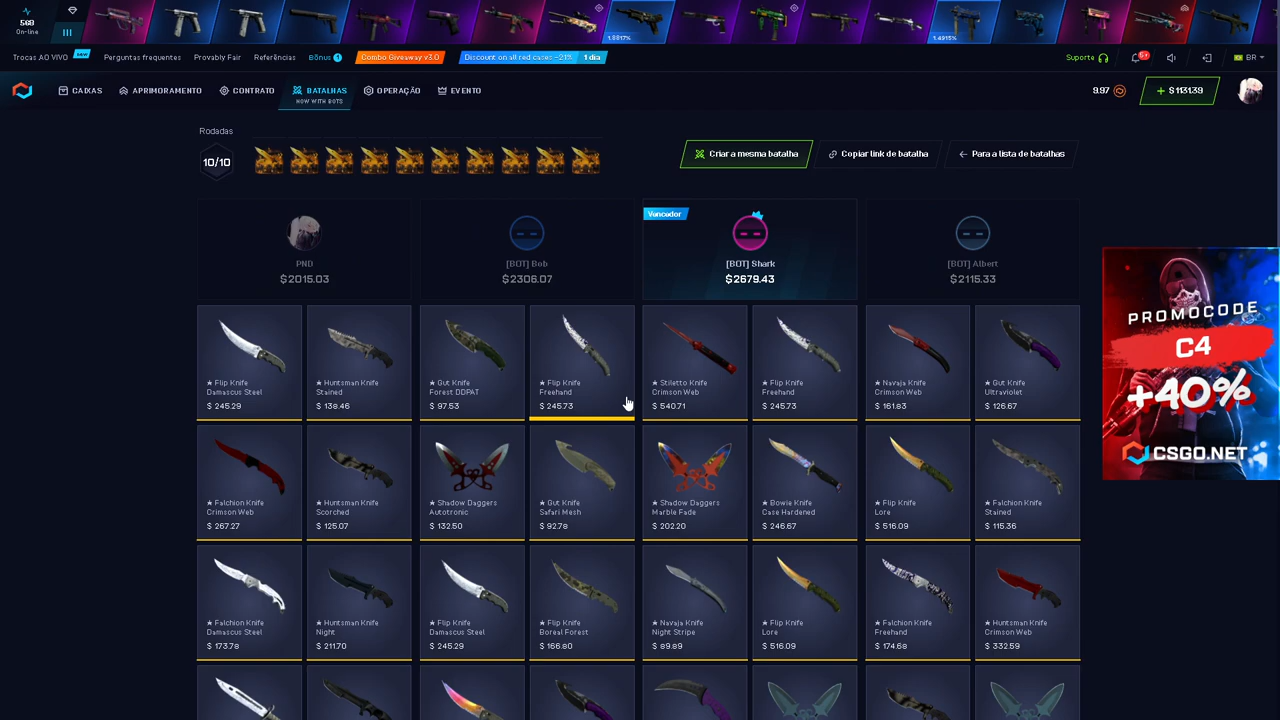 568
On-line
1.8817%
1.4915%
Trocas AO VIVO
NEW
Perguntas frequentes
Provably Fair
Referências
Bônus
Combo Giveaway v3.0
Discount on all red cases -21%
1 dia
Suporte
5+
BR
CAIXAS
APRIMORAMENTO
CONTRATO
BATALHAS
NOW WITH BOTS
OPERAÇÃO
EVENTO
9.97
+ $ 1131.39
Rodadas
10/10
Criar a mesma batalha
Copiar link de batalha
Para a lista de batalhas
PND
$2015.03
[BOT] Bob
$2306.07
Vencedor
[BOT] Shark
$2679.43
[BOT] Albert
$2115.33
★ Flip Knife
Damascus Steel
$ 245.29
★ Huntsman Knife
Stained
$ 138.46
★ Gut Knife
Forest DDPAT
$ 97.53
★ Flip Knife
Freehand
$ 245.73
★ Stiletto Knife
Crimson Web
$ 540.71
★ Flip Knife
Freehand
$ 245.73
★ Navaja Knife
Crimson Web
$ 161.83
★ Gut Knife
Ultraviolet
$ 126.67
★ Falchion Knife
Crimson Web
$ 267.27
★ Huntsman Knife
Scorched
$ 125.07
★ Shadow Daggers
Autotronic
$ 132.50
★ Gut Knife
Safari Mesh
$ 92.78
★ Shadow Daggers
Marble Fade
$ 202.20
★ Bowie Knife
Case Hardened
$ 246.67
★ Flip Knife
Lore
$ 516.09
★ Falchion Knife
Stained
$ 115.36
★ Falchion Knife
Damascus Steel
$ 173.78
★ Huntsman Knife
Night
$ 211.70
★ Flip Knife
Damascus Steel
$ 245.29
★ Flip Knife
Boreal Forest
$ 166.80
★ Navaja Knife
Night Stripe
$ 89.89
★ Flip Knife
Lore
$ 516.09
★ Falchion Knife
Freehand
$ 174.68
★ Huntsman Knife
Crimson Web
$ 332.59
PROMOCODE
C4
+40%
CSGO.NET